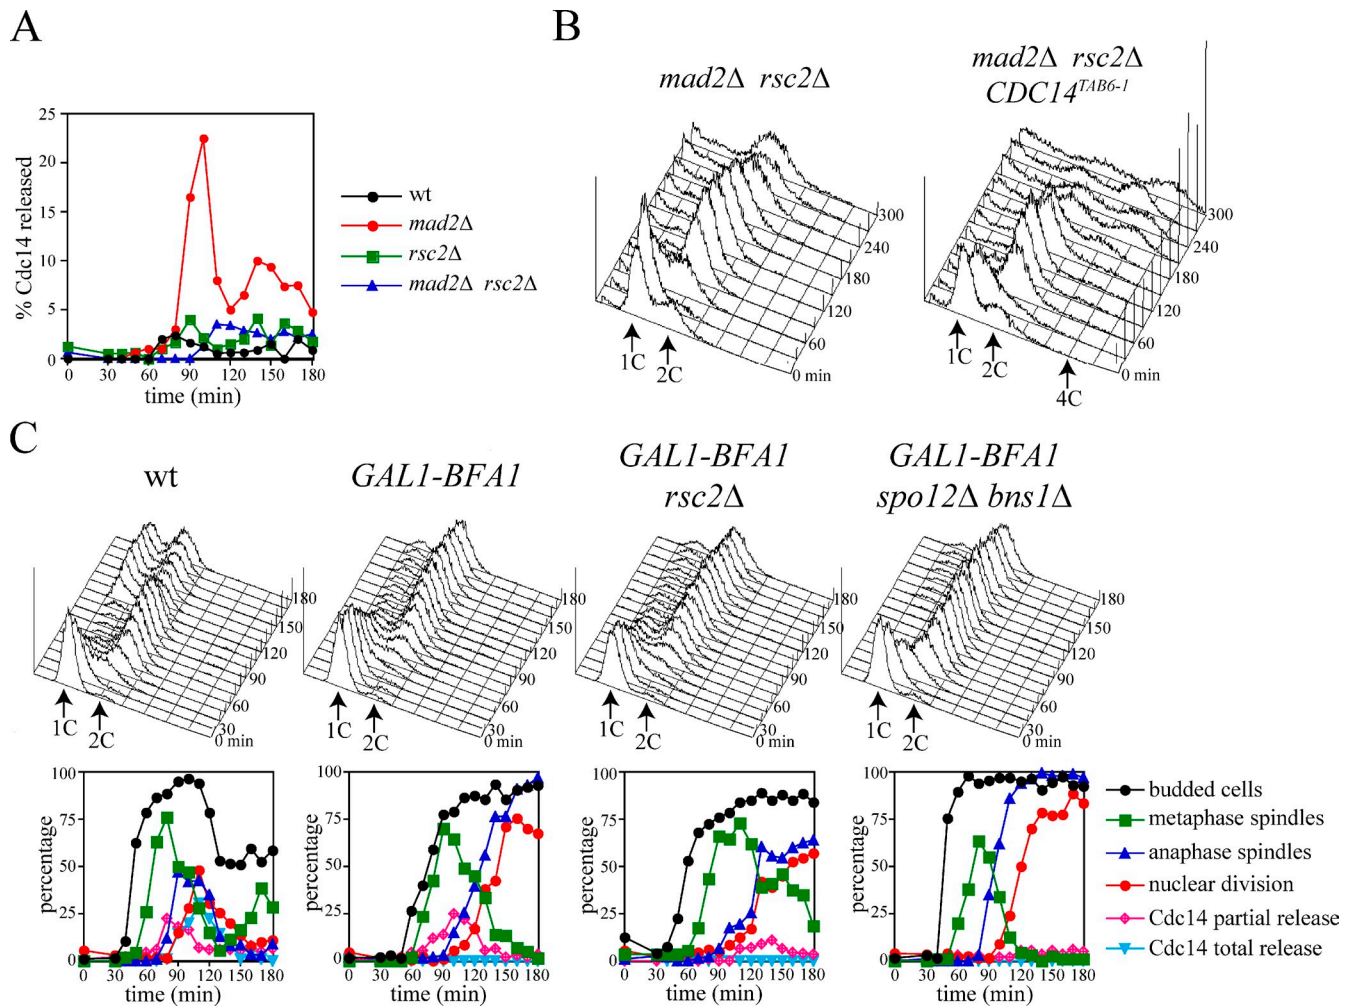 A
% Cdc14 released
25
20
15
10
5
0
0 30 60 90 120 150 180
time (min)
wt
mad2Δ
rsc2Δ
mad2Δ rsc2Δ
B
mad2Δ rsc2Δ
300
240
180
120
60
0 min
1C
2C
mad2Δ rsc2Δ
CDC14TAB6-1
300
240
180
120
60
0 min
1C
2C
4C
C
wt
180
150
120
90
60
30
0 min
1C
2C
GAL1-BFA1
180
150
120
90
60
30
0 min
1C
2C
GAL1-BFA1
rsc2Δ
180
150
120
90
60
30
0 min
1C
2C
GAL1-BFA1
spo12Δ bns1Δ
180
150
120
90
60
30
0 min
1C
2C
percentage
100
75
50
25
0
0 30 60 90 120 150 180
time (min)
percentage
100
75
50
25
0
0 30 60 90 120 150 180
time (min)
percentage
100
75
50
25
0
0 30 60 90 120 150 180
time (min)
percentage
100
75
50
25
0
0 30 60 90 120 150 180
time (min)
budded cells
metaphase spindles
anaphase spindles
nuclear division
Cdc14 partial release
Cdc14 total release